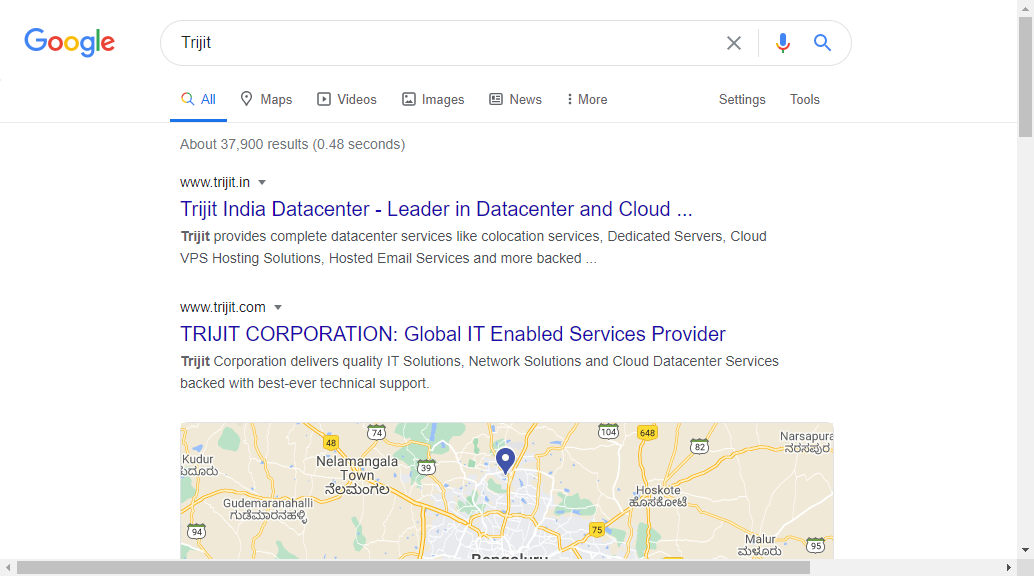 Google
Trijit
All Maps Videos Images News More Settings Tools
About 37,900 results (0.48 seconds)
www.trijit.in
Trijit India Datacenter - Leader in Datacenter and Cloud ...
Trijit provides complete datacenter services like colocation services, Dedicated Servers, Cloud
VPS Hosting Solutions, Hosted Email Services and more backed ...
www.trijit.com
TRIJIT CORPORATION: Global IT Enabled Services Provider
Trijit Corporation delivers quality IT Solutions, Network Solutions and Cloud Datacenter Services
backed with best-ever technical support.
74
104
648
48
82
Narsapura
ನರಸಪುರ
Kudur
ಕುದೂರು
Nelamangala
Town
ನೆಲಮಂಗಲ
39
Hoskote
ಹೊಸಕೋಟೆ
Gudemaranahalli
ಗುಡೆಮಾರನಹಳ್ಳಿ
94
75
Malur
ಮಾಲೂರು
95
Bengaluru